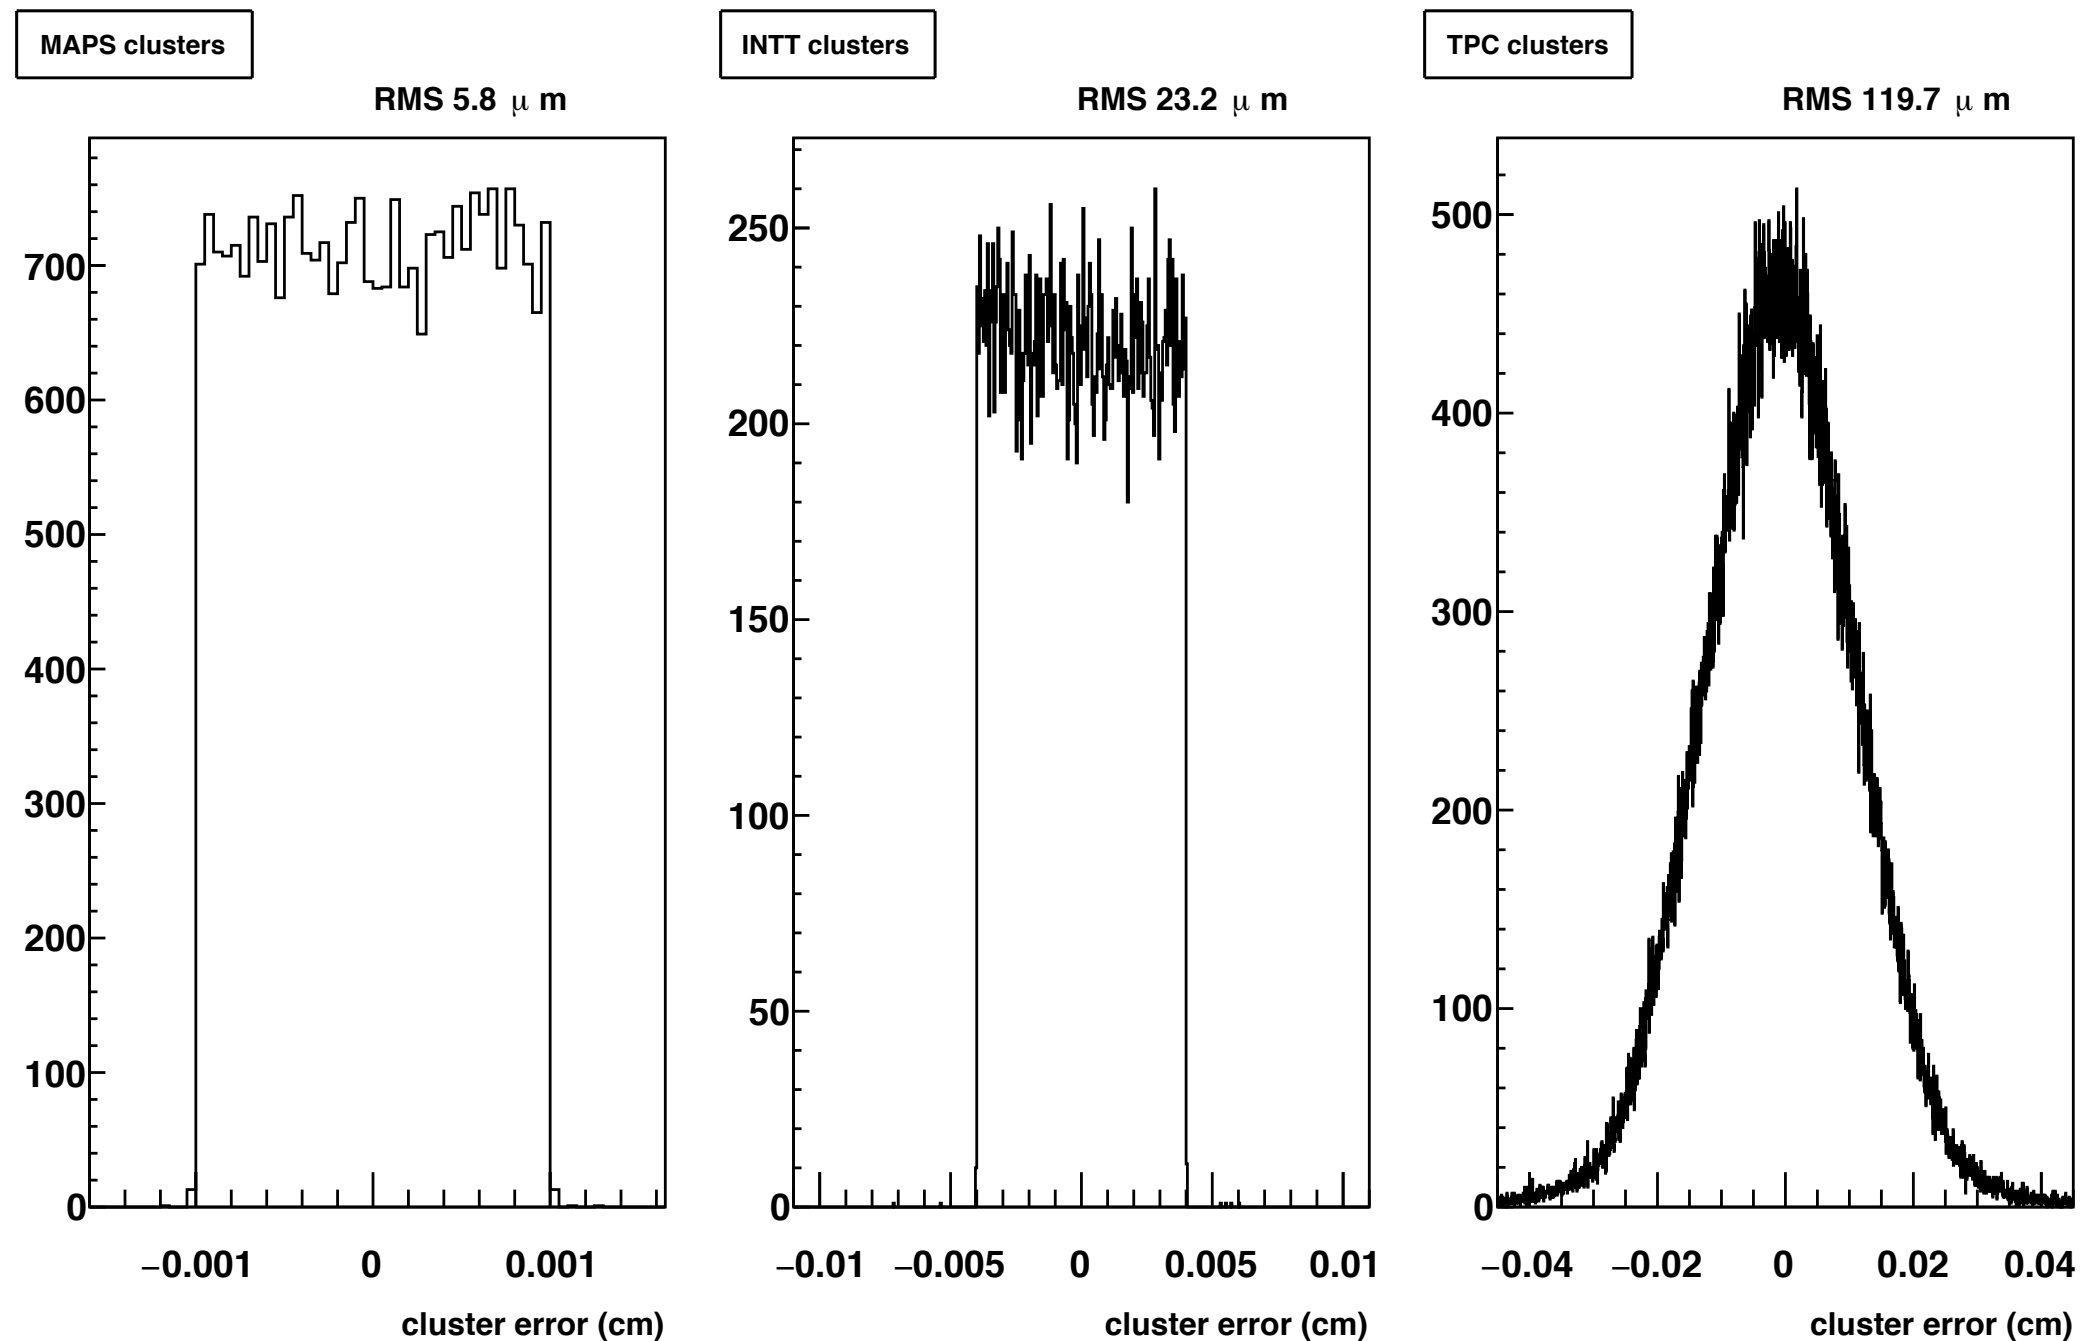 MAPS clusters
RMS 5.8 μ m
700
600
500
400
300
200
100
0
−0.001 0 0.001
cluster error (cm)
INTT clusters
RMS 23.2 μ m
250
200
150
100
50
0
−0.01 −0.005 0 0.005 0.01
cluster error (cm)
TPC clusters
RMS 119.7 μ m
500
400
300
200
100
0
−0.04 −0.02 0 0.02 0.04
cluster error (cm)